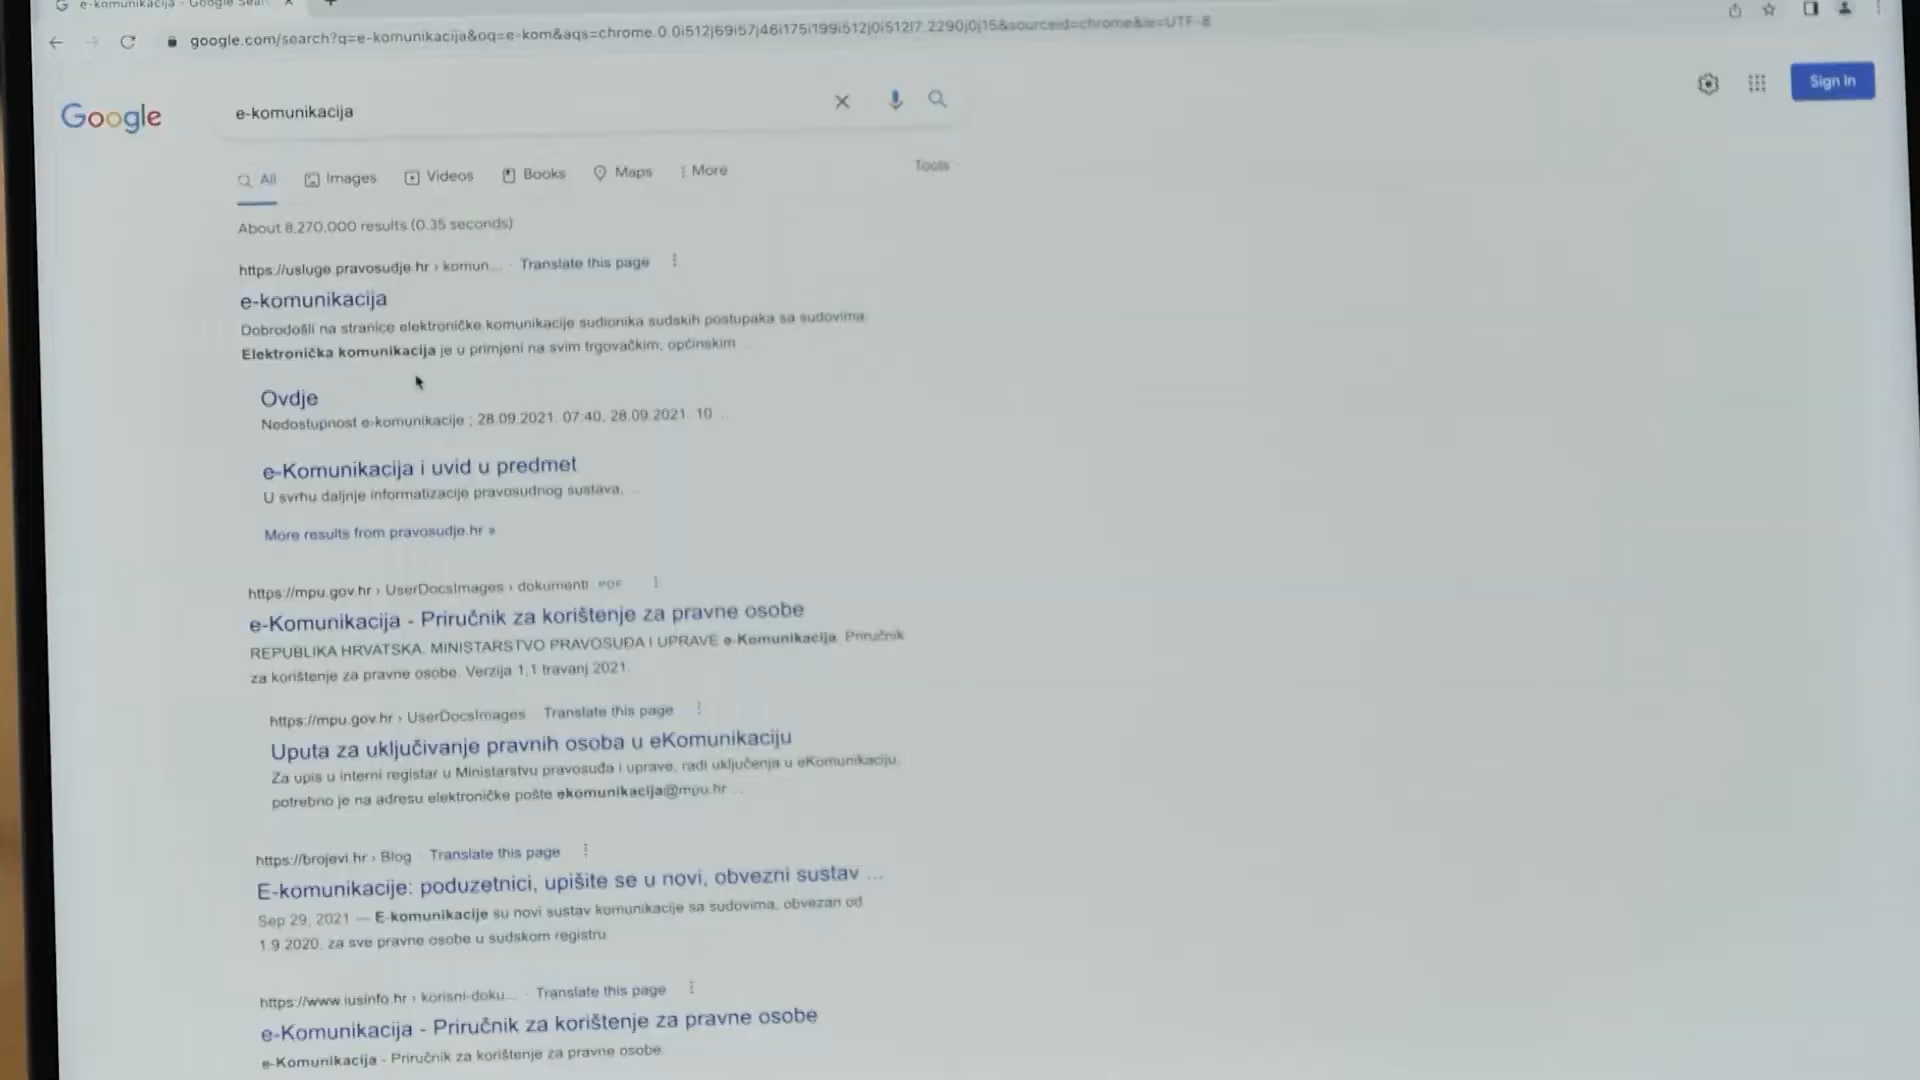 e-komunikacija - Google Sear
google.com/search?q=e-komunikacija&oq=e-kom&aqs=chrome.0.0i512j69i57j46i175i199i512j0i512l7.2290j0j15&sourceid=chrome&ie=UTF-8
Google
e-komunikacija
Sign in
All Images Videos Books Maps More Tools
About 8,270,000 results (0.35 seconds)
https://usluge.pravosudje.hr › komun... · Translate this page
e-komunikacija
Dobrodošli na stranice elektroničke komunikacije sudionika sudskih postupaka sa sudovima.
Elektronička komunikacija je u primjeni na svim trgovačkim, općinskim ...
Ovdje
Nedostupnost e-komunikacije ; 28.09.2021. 07:40, 28.09.2021. 10 ...
e-Komunikacija i uvid u predmet
U svrhu daljnje informatizacije pravosudnog sustava, ...
More results from pravosudje.hr »
https://mpu.gov.hr › UserDocsImages › dokumenti PDF
e-Komunikacija - Priručnik za korištenje za pravne osobe
REPUBLIKA HRVATSKA. MINISTARSTVO PRAVOSUĐA I UPRAVE e-Komunikacija. Priručnik
za korištenje za pravne osobe. Verzija 1,1 travanj 2021.
https://mpu.gov.hr › UserDocsImages Translate this page
Uputa za uključivanje pravnih osoba u eKomunikaciju
Za upis u interni registar u Ministarstvu pravosuđa i uprave, radi uključenja u eKomunikaciju,
potrebno je na adresu elektroničke pošte ekomunikacija@mpu.hr ...
https://brojevi.hr › Blog · Translate this page
E-komunikacije: poduzetnici, upišite se u novi, obvezni sustav ...
Sep 29, 2021 — E-komunikacije su novi sustav komunikacije sa sudovima, obvezan od
1.9.2020. za sve pravne osobe u sudskom registru.
https://www.iusinfo.hr › korisni-doku... · Translate this page
e-Komunikacija - Priručnik za korištenje za pravne osobe
e-Komunikacija - Priručnik za korištenje za pravne osobe.